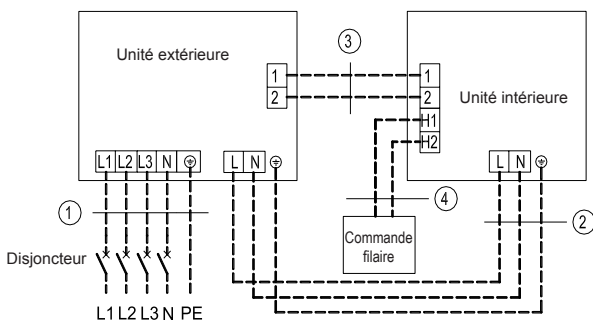 Unité extérieure
③
1
2
1
2
H1
H2
Unité intérieure
L1 L2 L3 N ⏚
L N ⏚
L N ⏚
①
④
②
Disjoncteur
Commande
filaire
L1 L2 L3 N PE